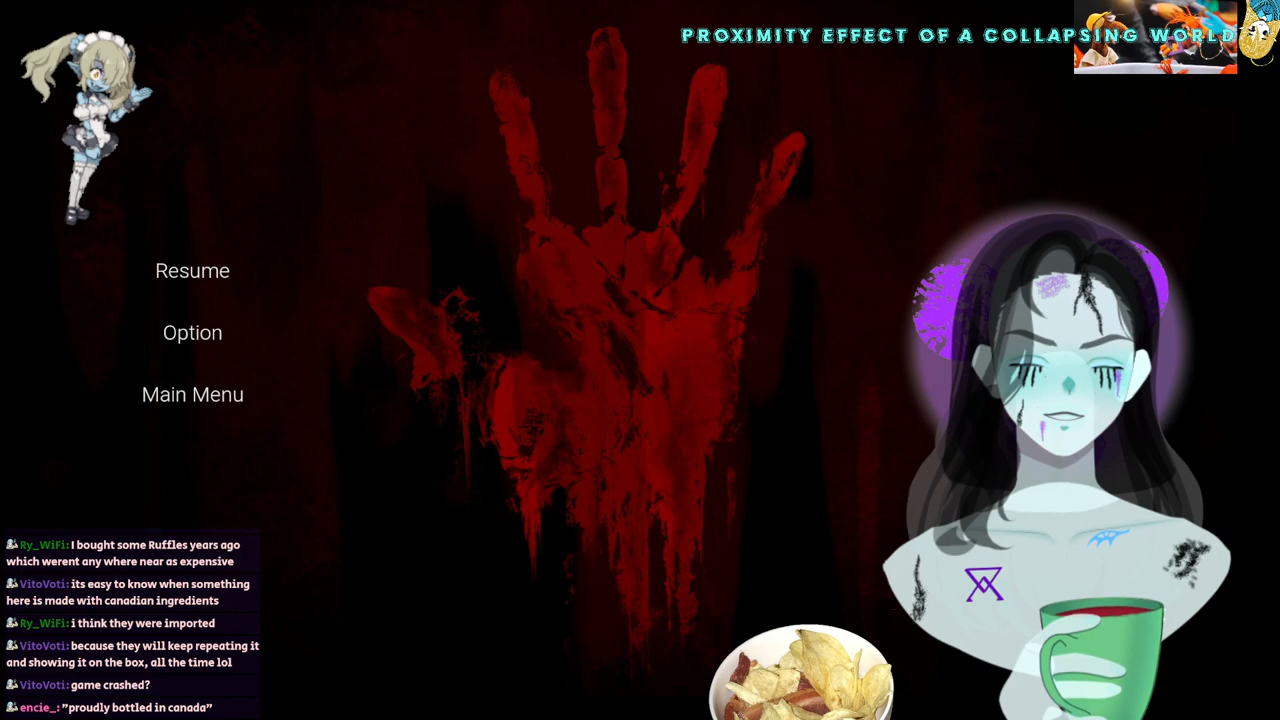 PROXIMITY EFFECT OF A COLLAPSING WORLD
Resume
Option
Main Menu
Ry_WiFi: I bought some Ruffles years ago
which werent any where near as expensive
VitoVoti: its easy to know when something
here is made with canadian ingredients
Ry_WiFi: i think they were imported
VitoVoti: because they will keep repeating it
and showing it on the box, all the time lol
VitoVoti: game crashed?
encie_: "proudly bottled in canada"